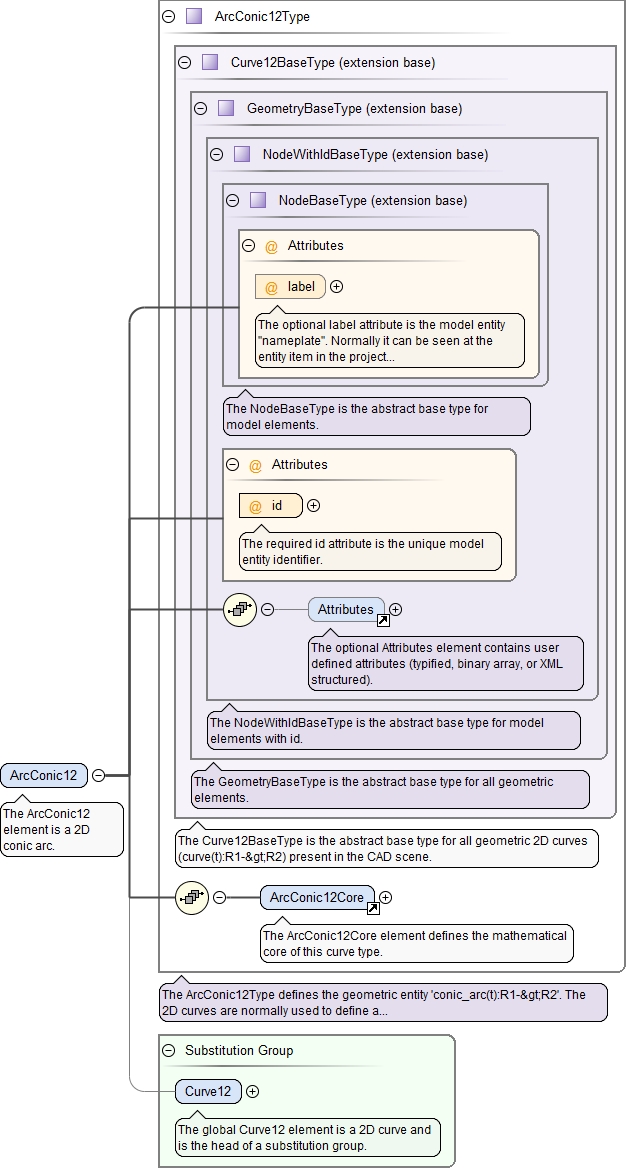 ArcConic12Type
Curve12BaseType (extension base)
GeometryBaseType (extension base)
NodeWithIdBaseType (extension base)
NodeBaseType (extension base)
@ Attributes
@ label
The optional label attribute is the model entity
"nameplate". Normally it can be seen at the
entity item in the project...
The NodeBaseType is the abstract base type for
model elements.
@ Attributes
@ id
The required id attribute is the unique model
entity identifier.
Attributes
The optional Attributes element contains user
defined attributes (typified, binary array, or XML
structured).
The NodeWithIdBaseType is the abstract base type for model
elements with id.
ArcConic12
The ArcConic12
element is a 2D
conic arc.
The GeometryBaseType is the abstract base type for all geometric
elements.
The Curve12BaseType is the abstract base type for all geometric 2D curves
(curve(t):R1-&gt;R2) present in the CAD scene.
ArcConic12Core
The ArcConic12Core element defines the mathematical
core of this curve type.
The ArcConic12Type defines the geometric entity 'conic_arc(t):R1-&gt;R2'. The
2D curves are normally used to define a...
Substitution Group
Curve12
The global Curve12 element is a 2D curve and
is the head of a substitution group.